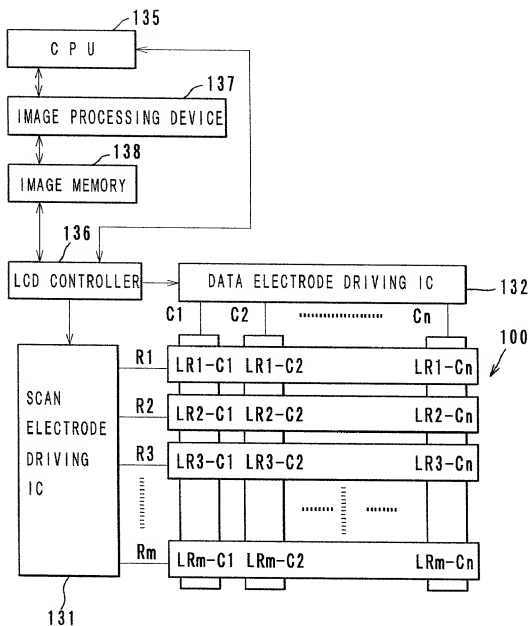 135
CPU
137
IMAGE PROCESSING DEVICE
138
IMAGE MEMORY
136
LCD CONTROLLER
DATA ELECTRODE DRIVING IC
132
C1 C2 Cn
100
R1 LR1-C1 LR1-C2 LR1-Cn
SCAN
ELECTRODE
DRIVING
IC
R2 LR2-C1 LR2-C2 LR2-Cn
R3 LR3-C1 LR3-C2 LR3-Cn
Rm LRm-C1 LRm-C2 LRm-Cn
131